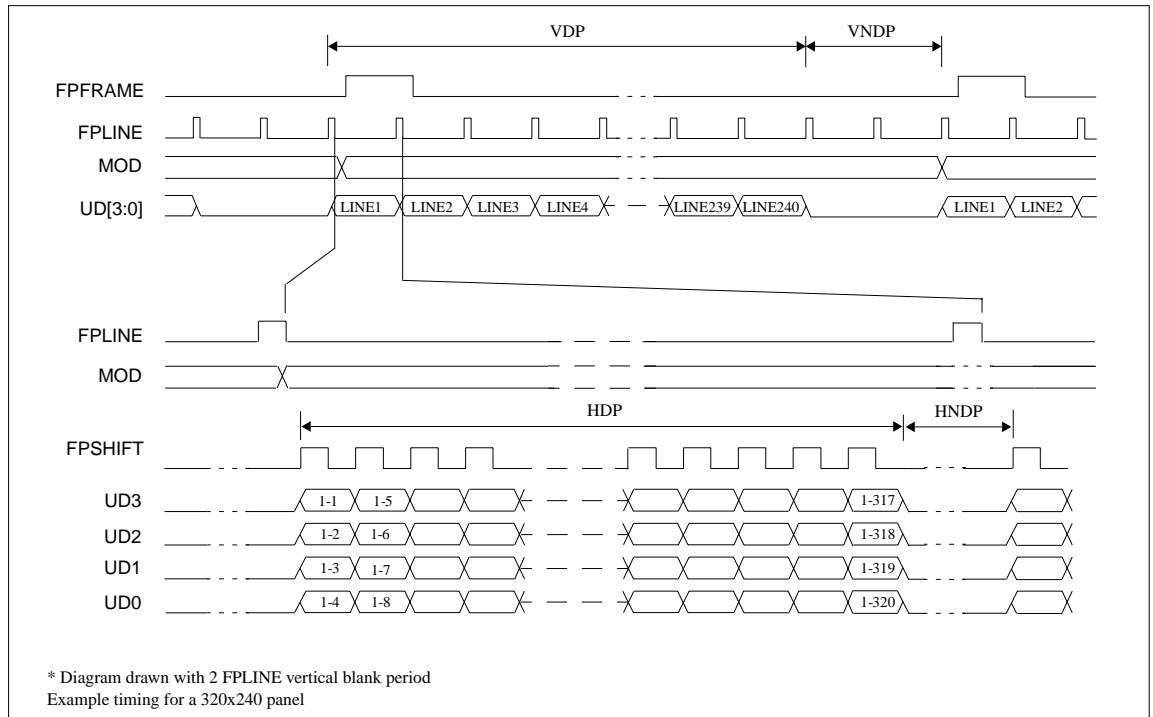 VDP VNDP
FPFRAME
FPLINE
MOD
UD[3:0] LINE1 LINE2 LINE3 LINE4 LINE239 LINE240 LINE1 LINE2
FPLINE
MOD
HDP HNDP
FPSHIFT
UD3 1-1 1-5 1-317
UD2 1-2 1-6 1-318
UD1 1-3 1-7 1-319
UD0 1-4 1-8 1-320
* Diagram drawn with 2 FPLINE vertical blank period
Example timing for a 320x240 panel